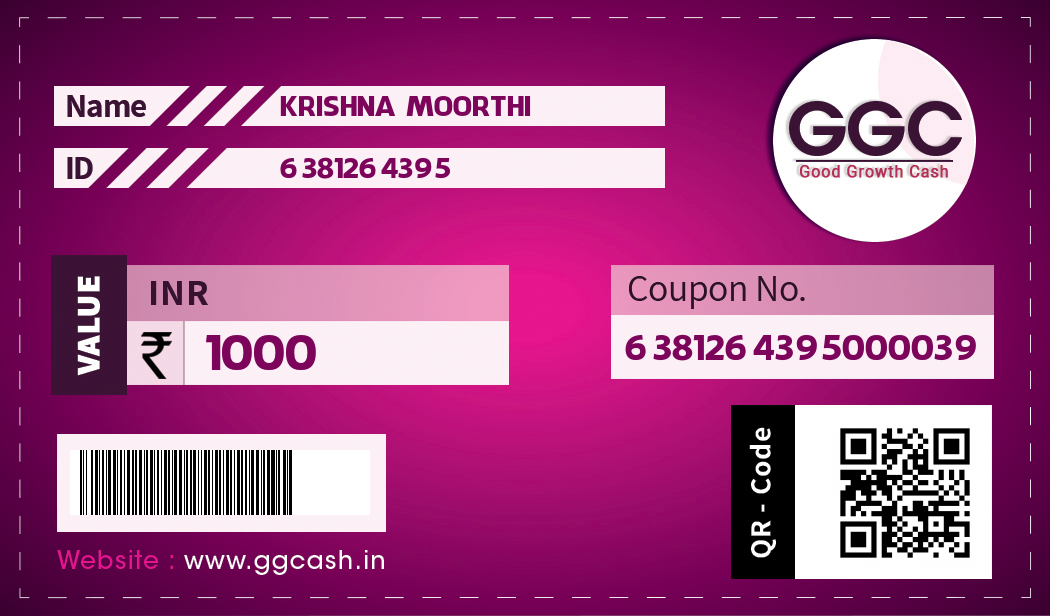 Name KRISHNA MOORTHI
ID 6 38126 4395
GGC
Good Growth Cash
VALUE
INR
₹ 1000
Coupon No.
6 38126 439 5000039
QR - Code
Website : www.ggcash.in